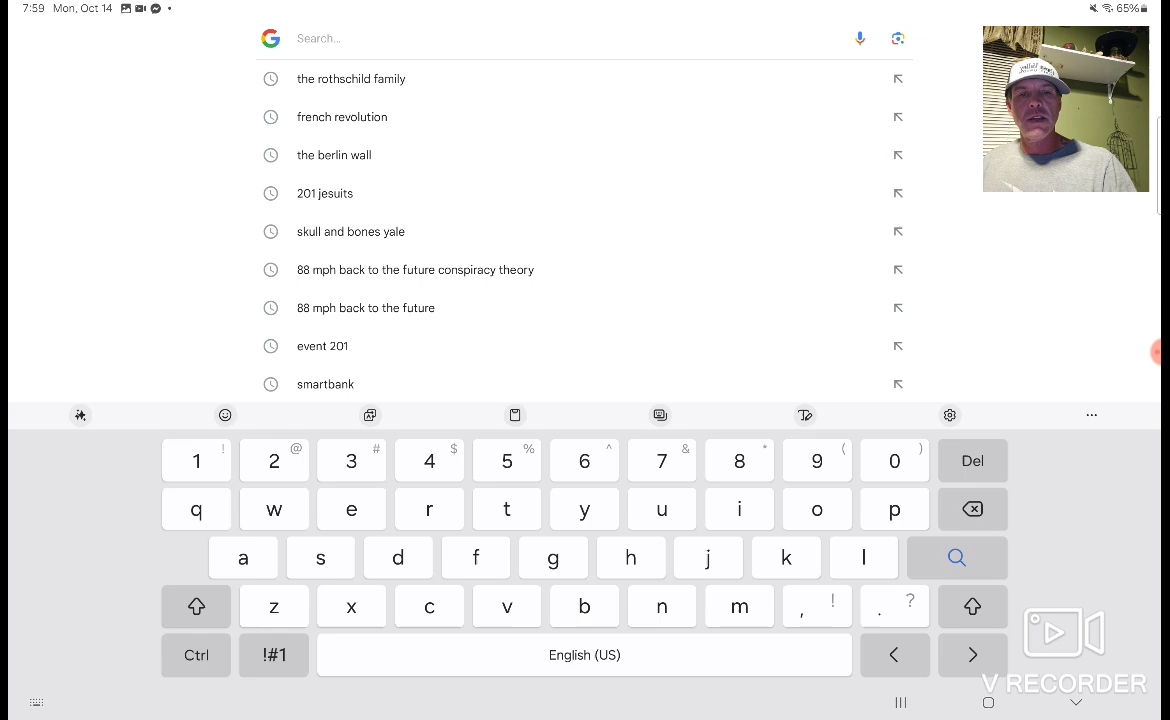 7:59 Mon, Oct 14 65%
Search...
the rothschild family
french revolution
the berlin wall
201 jesuits
skull and bones yale
88 mph back to the future conspiracy theory
88 mph back to the future
event 201
smartbank
1 ! 2 @ 3 # 4 $ 5 % 6 ^ 7 & 8 * 9 ( 0 ) Del
q w e r t y u i o p
a s d f g h j k l
z x c v b n m , ! . ?
Ctrl !#1 English (US) < >
V RECORDER